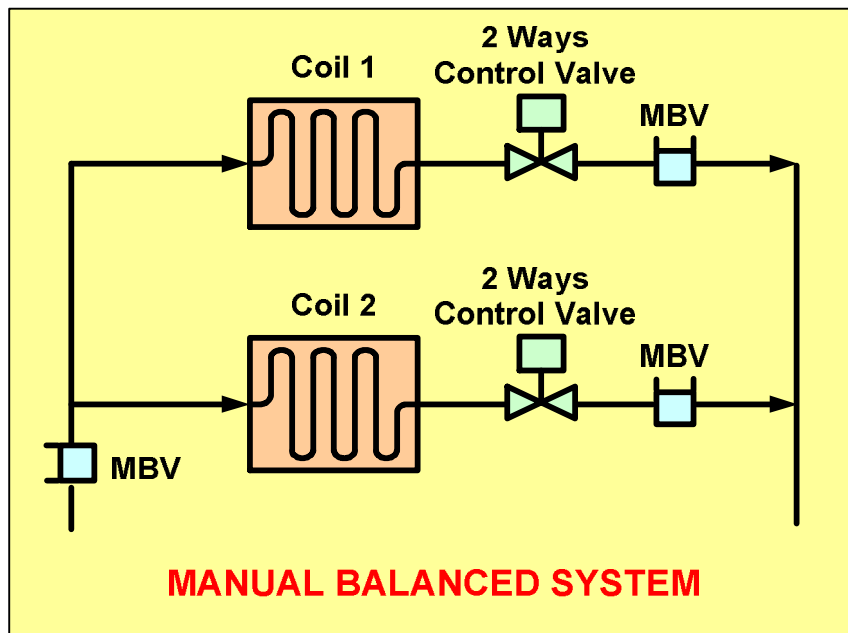 Coil 1
2 Ways
Control Valve
MBV
Coil 2
2 Ways
Control Valve
MBV
MBV
MANUAL BALANCED SYSTEM